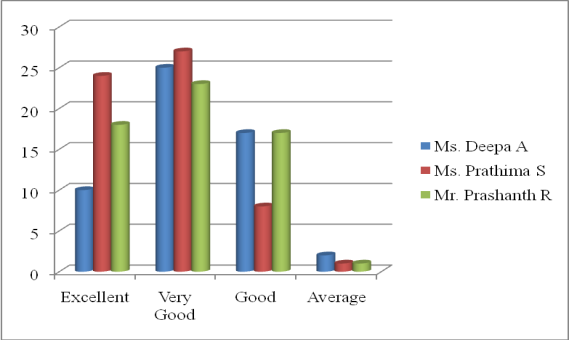 30
25
20
15
10
5
0
Excellent
Very
Good
Good
Average
Ms. Deepa A
Ms. Prathima S
Mr. Prashanth R